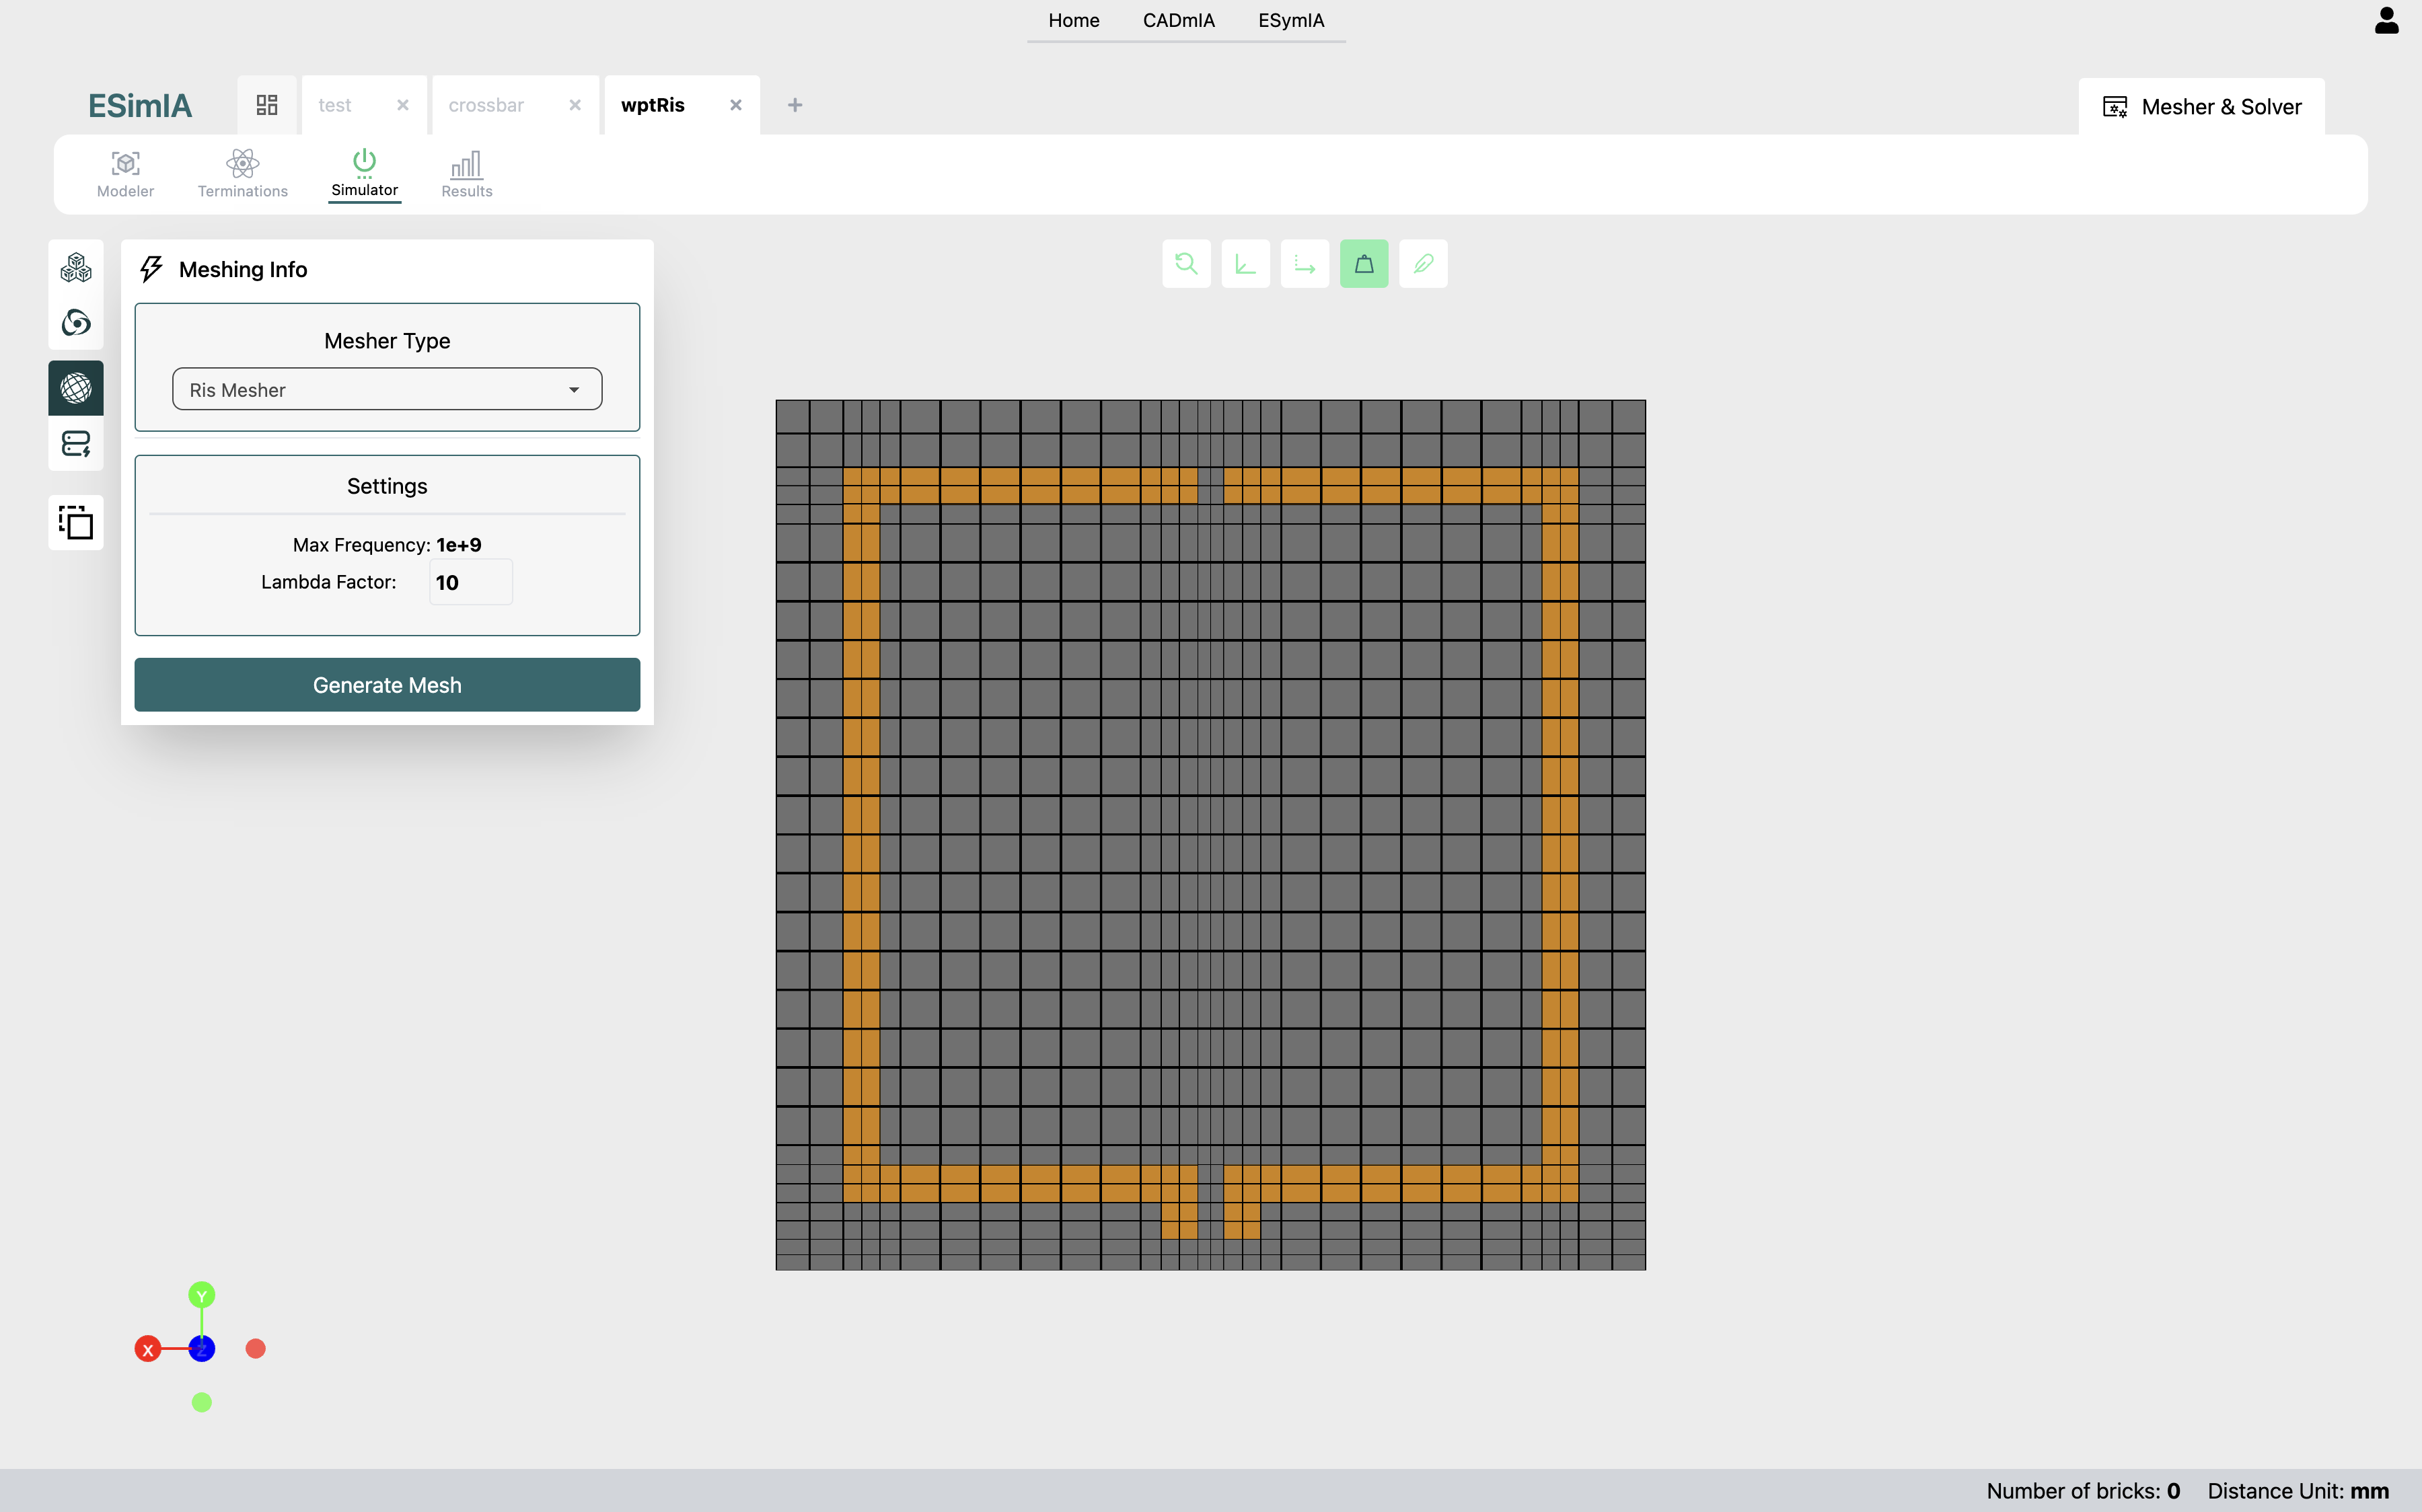 Home CADmIA ESymIA
ESimIA test crossbar wptRis Mesher & Solver
Modeler Terminations Simulator Results
Meshing Info
Mesher Type
Ris Mesher
Settings
Max Frequency: 1e+9
Lambda Factor: 10
Generate Mesh
Y
X Z
Number of bricks: 0 Distance Unit: mm